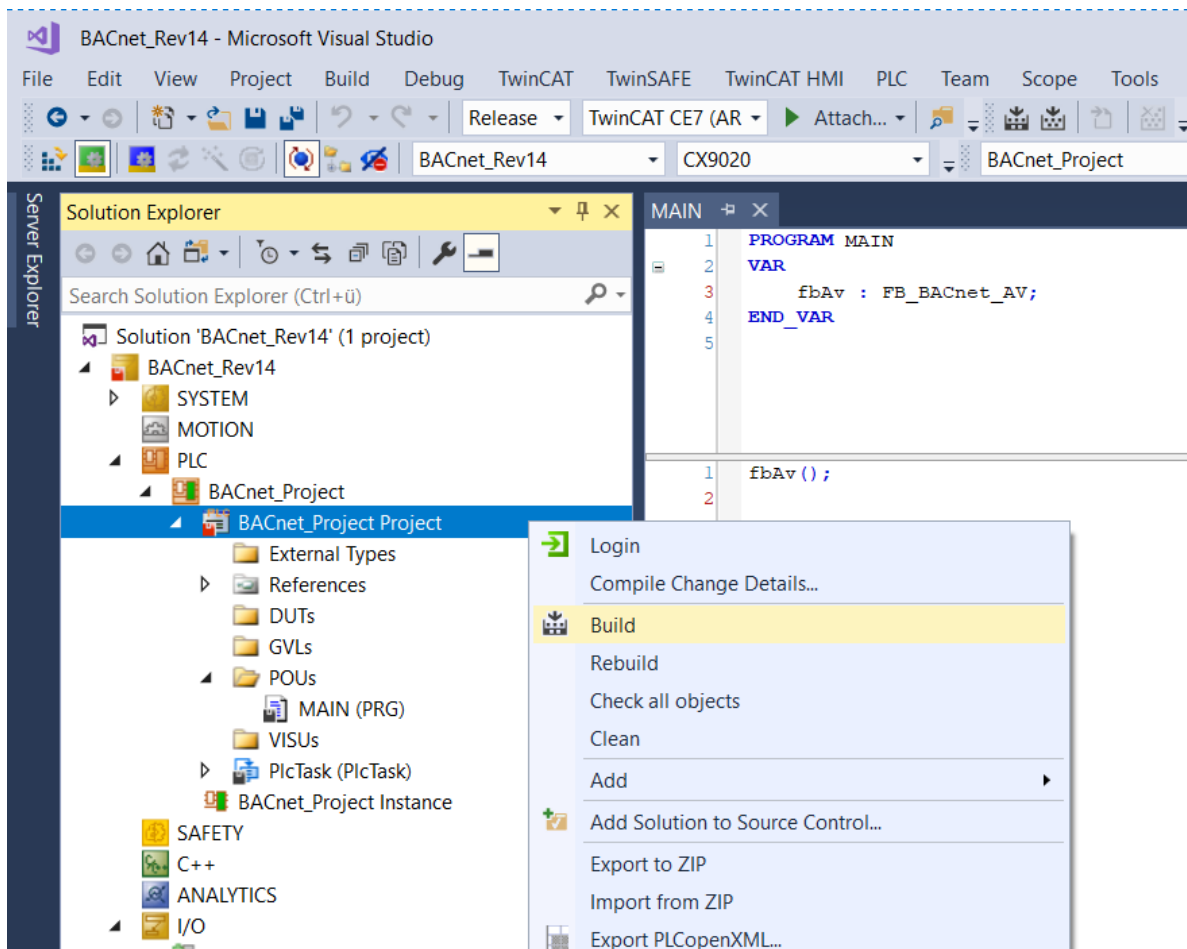 BACnet_Rev14 - Microsoft Visual Studio
File Edit View Project Build Debug TwinCAT TwinSAFE TwinCAT HMI PLC Team Scope Tools
Release TwinCAT CE7 (AR Attach...
BACnet_Rev14 CX9020 BACnet_Project
Server Explorer
Solution Explorer
Search Solution Explorer (Ctrl+ü)
Solution 'BACnet_Rev14' (1 project)
BACnet_Rev14
SYSTEM
MOTION
PLC
BACnet_Project
BACnet_Project Project
External Types
References
DUTs
GVLs
POUs
MAIN (PRG)
VISUs
PlcTask (PlcTask)
BACnet_Project Instance
SAFETY
C++
ANALYTICS
I/O
MAIN
1 PROGRAM MAIN
2 VAR
3 fbAv : FB_BACnet_AV;
4 END_VAR
5
1 fbAv();
2
Login
Compile Change Details...
Build
Rebuild
Check all objects
Clean
Add
Add Solution to Source Control...
Export to ZIP
Import from ZIP
Export PLCopenXML...